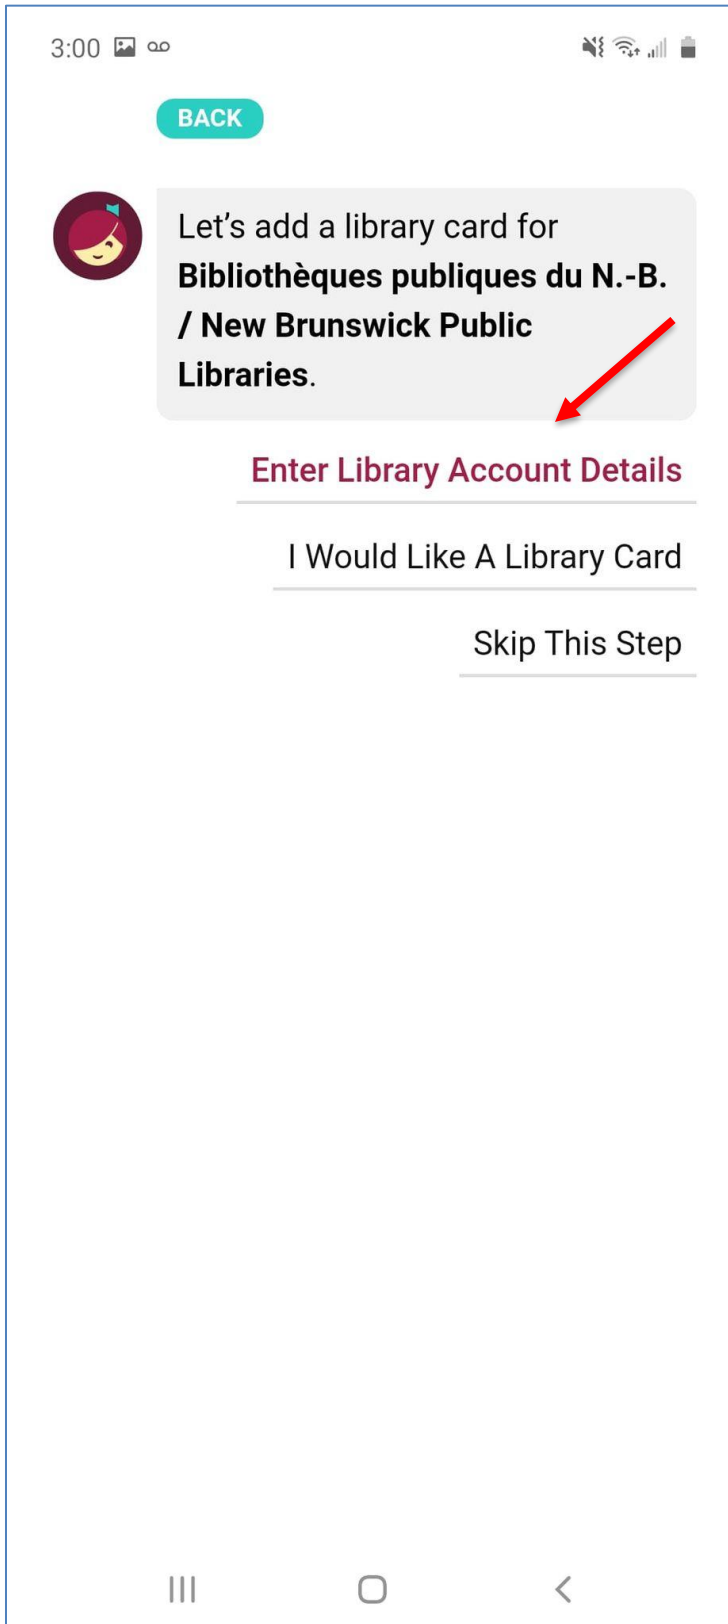 3:00
BACK
Let’s add a library card for
Bibliothèques publiques du N.-B.
/ New Brunswick Public
Libraries.
Enter Library Account Details
I Would Like A Library Card
Skip This Step